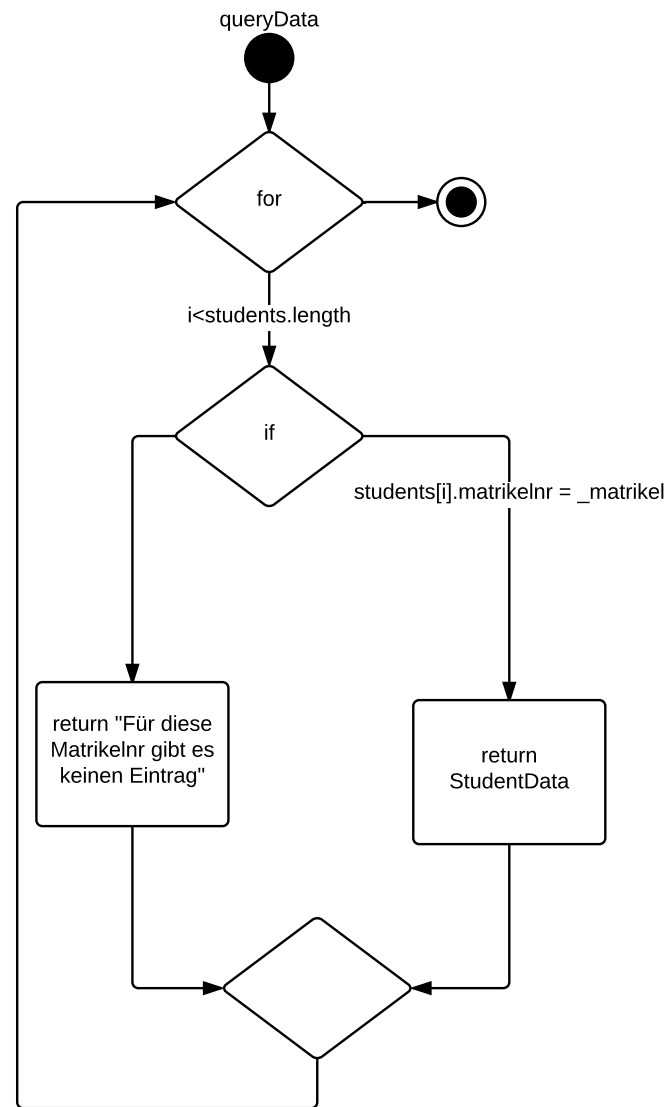 queryData
for
i<students.length
if
students[i].matrikelnr = _matrikel
return "Für diese
Matrikelnr gibt es
keinen Eintrag"
return
StudentData